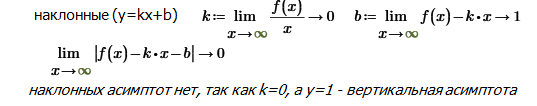 наклонные (y=kx+b) k:= lim x→∞ f(x)/x → 0 b:= lim x→∞ f(x)−k•x → 1
lim x→∞ |f(x)−k•x−b| → 0
наклонных асимптот нет, так как k=0, а y=1 - вертикальная асимптота